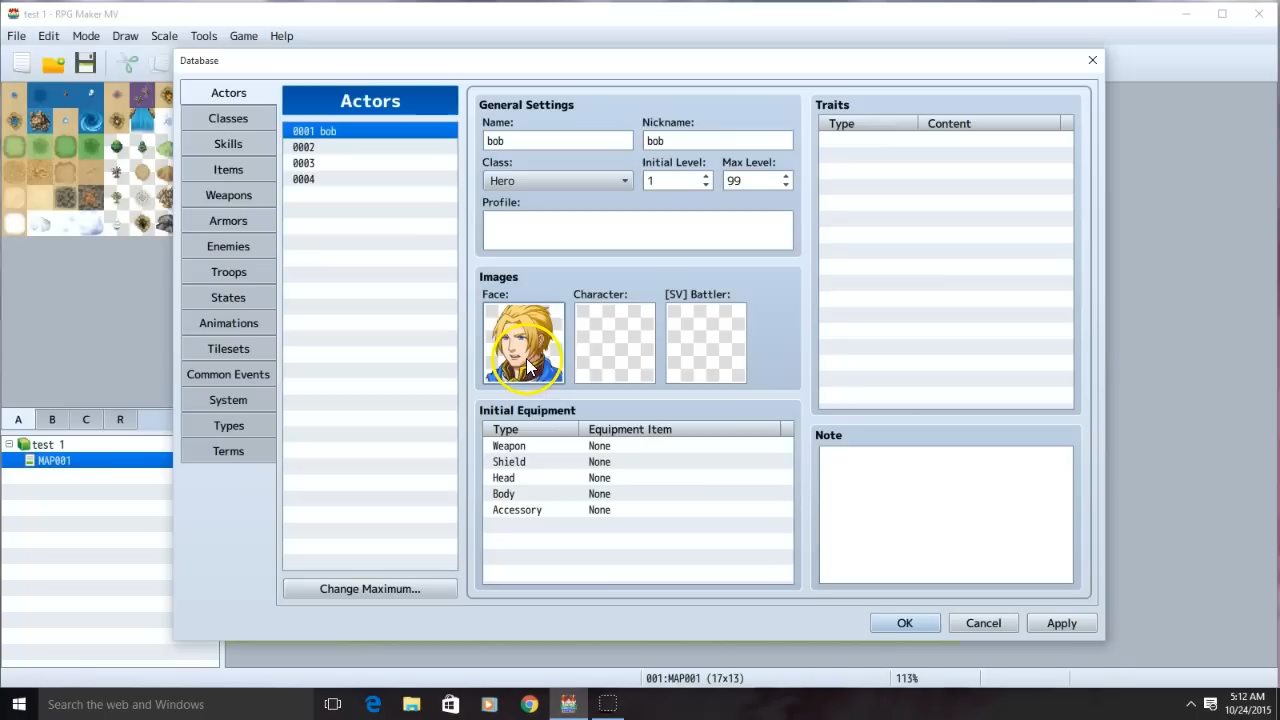 test 1 - RPG Maker MV
File Edit Mode Draw Scale Tools Game Help
Database
Actors
Classes
Skills
Items
Weapons
Armors
Enemies
Troops
States
Animations
Tilesets
Common Events
System
Types
Terms
Actors
0001 bob
0002
0003
0004
Change Maximum...
General Settings
Name: Nickname:
bob bob
Class: Initial Level: Max Level:
Hero 1 99
Profile:
Images
Face: Character: [SV] Battler:
Initial Equipment
Type Equipment Item
Weapon None
Shield None
Head None
Body None
Accessory None
Traits
Type Content
Note
OK Cancel Apply
A B C R
test 1
MAP001
001:MAP001 (17x13) 113%
Search the web and Windows
5:12 AM
10/24/2015